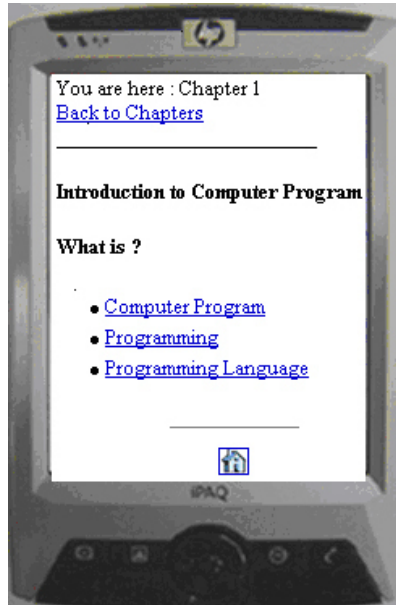 hp
You are here : Chapter 1
Back to Chapters
Introduction to Computer Program
What is ?
Computer Program
Programming
Programming Language
iPAQ